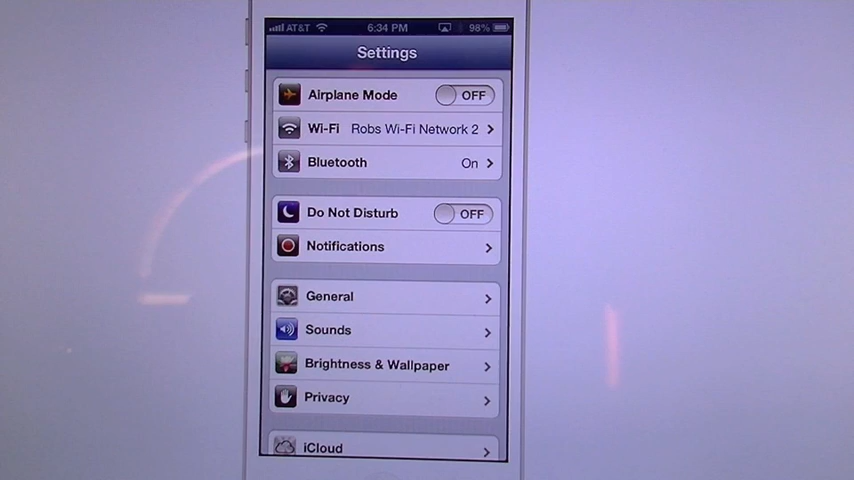 AT&T 6:34 PM 98%
Settings
Airplane Mode OFF
Wi-Fi Robs Wi-Fi Network 2
Bluetooth On
Do Not Disturb OFF
Notifications
General
Sounds
Brightness & Wallpaper
Privacy
iCloud